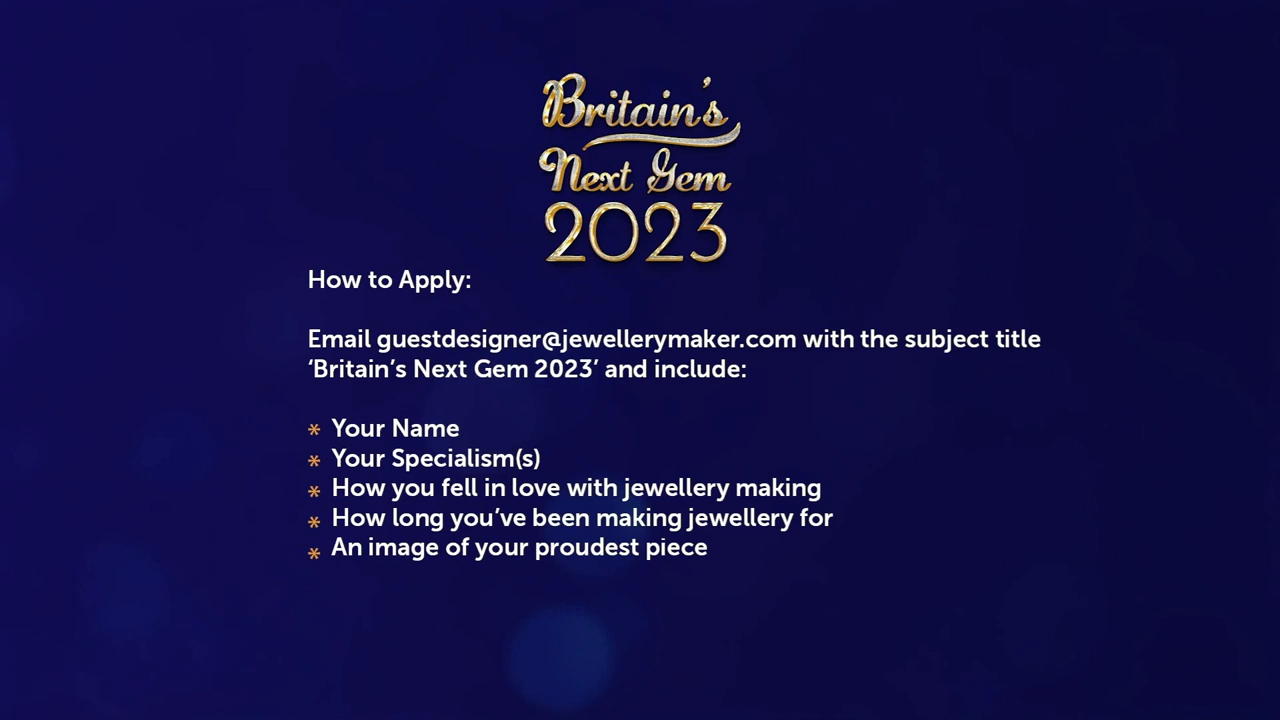 Britain's
Next Gem
2023
How to Apply:
Email guestdesigner@jewellerymaker.com with the subject title
‘Britain’s Next Gem 2023’ and include:
* Your Name
* Your Specialism(s)
* How you fell in love with jewellery making
* How long you’ve been making jewellery for
* An image of your proudest piece